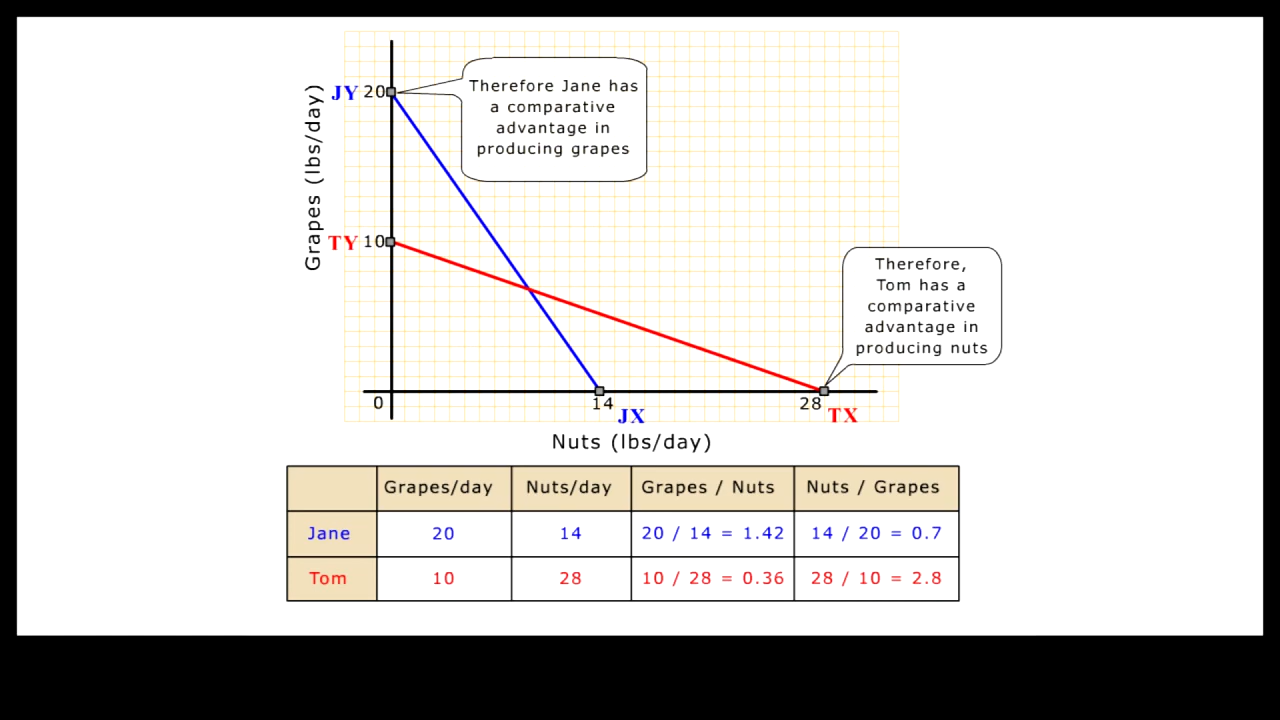 Grapes (lbs/day)
JY 20
Therefore Jane has
a comparative
advantage in
producing grapes
TY 10
Therefore,
Tom has a
comparative
advantage in
producing nuts
0
14
28
JX
TX
Nuts (lbs/day)
Grapes/day Nuts/day Grapes / Nuts Nuts / Grapes
Jane 20 14 20 / 14 = 1.42 14 / 20 = 0.7
Tom 10 28 10 / 28 = 0.36 28 / 10 = 2.8